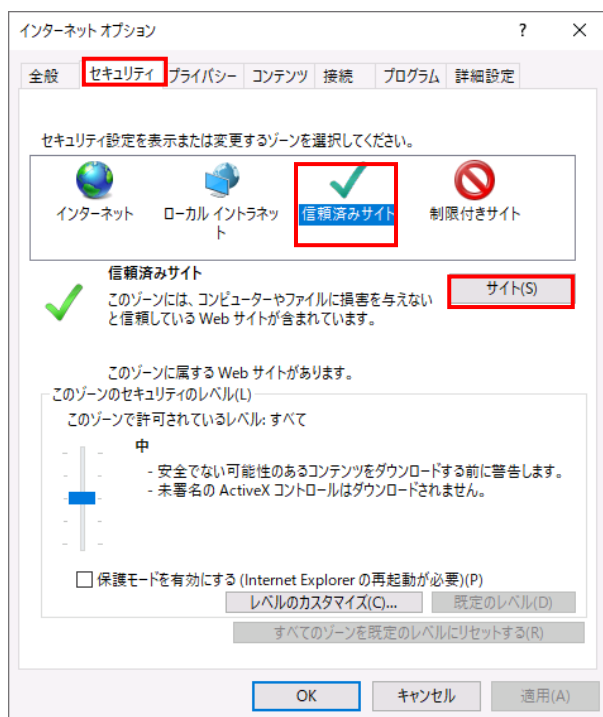 インターネット オプション
?
×
全般 セキュリティ プライバシー コンテンツ 接続 プログラム 詳細設定
セキュリティ設定を表示または変更するゾーンを選択してください。
インターネット
ローカル イントラネッ
ト
信頼済みサイト
制限付きサイト
信頼済みサイト
サイト(S)
このゾーンには、コンピューターやファイルに損害を与えない
と信頼している Web サイトが含まれています。
このゾーンに属する Web サイトがあります。
このゾーンのセキュリティのレベル(L)
このゾーンで許可されているレベル: すべて
中
- 安全でない可能性のあるコンテンツをダウンロードする前に警告します。
- 未署名の ActiveX コントロールはダウンロードされません。
保護モードを有効にする (Internet Explorer の再起動が必要)(P)
レベルのカスタマイズ(C)... 既定のレベル(D)
すべてのゾーンを既定のレベルにリセットする(R)
OK キャンセル 適用(A)